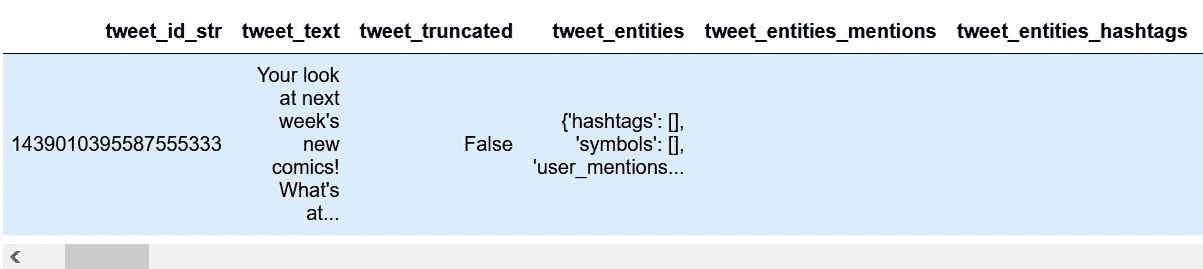 tweet_id_str tweet_text tweet_truncated tweet_entities tweet_entities_mentions tweet_entities_hashtags
Your look
at next
week's
new
comics!
What's
at...
1439010395587555333
False
{'hashtags': [],
'symbols': [],
'user_mentions...